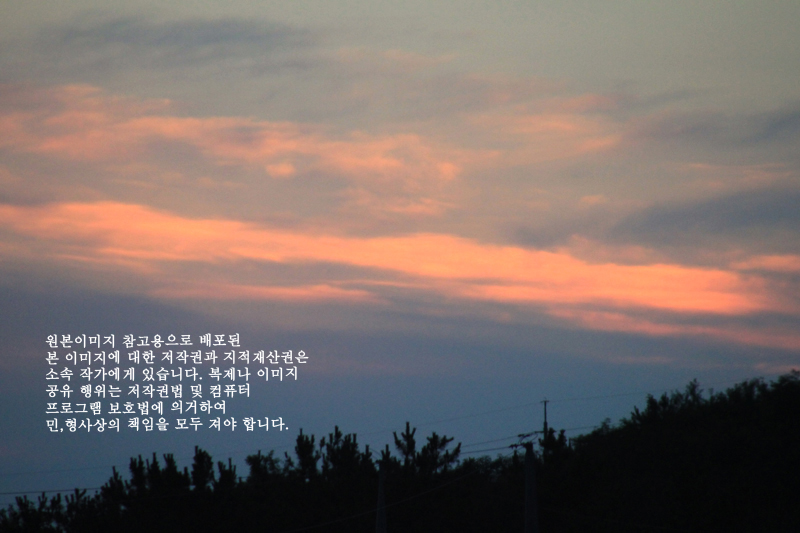 원본이미지 참고용으로 배포된
본 이미지에 대한 저작권과 지적재산권은
소속 작가에게 있습니다. 복제나 이미지
공유 행위는 저작권법 및 컴퓨터
프로그램 보호법에 의거하여
민,형사상의 책임을 모두 져야 합니다.